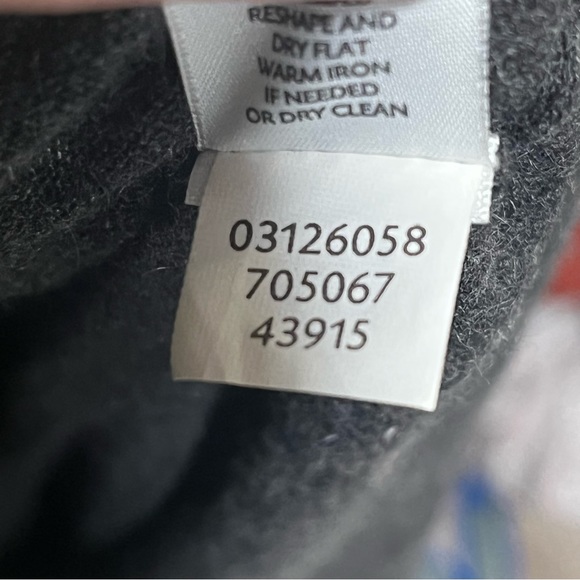 RESHAPE AND
DRY FLAT
WARM IRON
IF NEEDED
OR DRY CLEAN
03126058
705067
43915